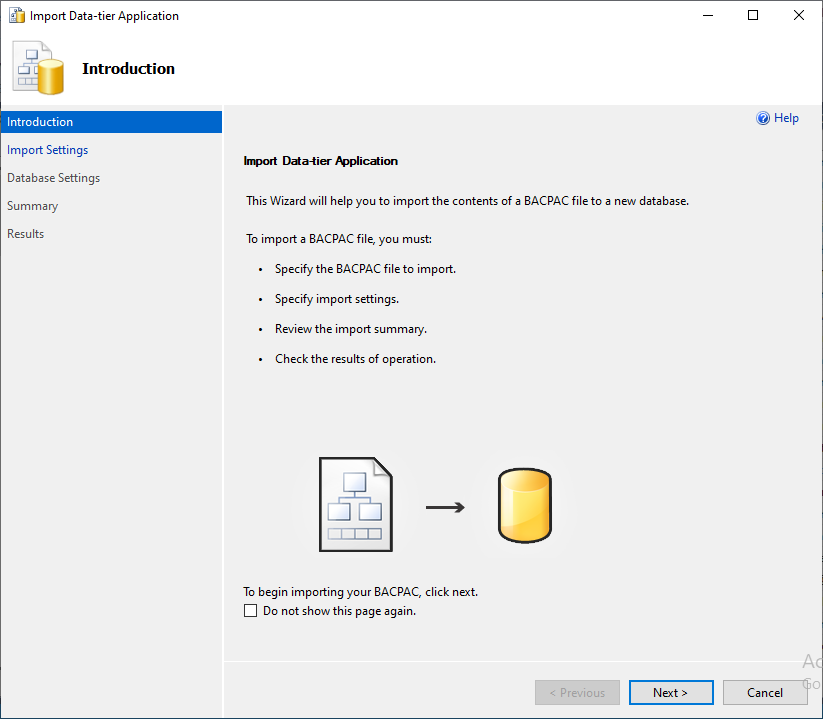 Import Data-tier Application
Introduction
Introduction
Import Settings
Database Settings
Summary
Results
Help
Import Data-tier Application
This Wizard will help you to import the contents of a BACPAC file to a new database.
To import a BACPAC file, you must:
• Specify the BACPAC file to import.
• Specify import settings.
• Review the import summary.
• Check the results of operation.
To begin importing your BACPAC, click next.
Do not show this page again.
< Previous
Next >
Cancel